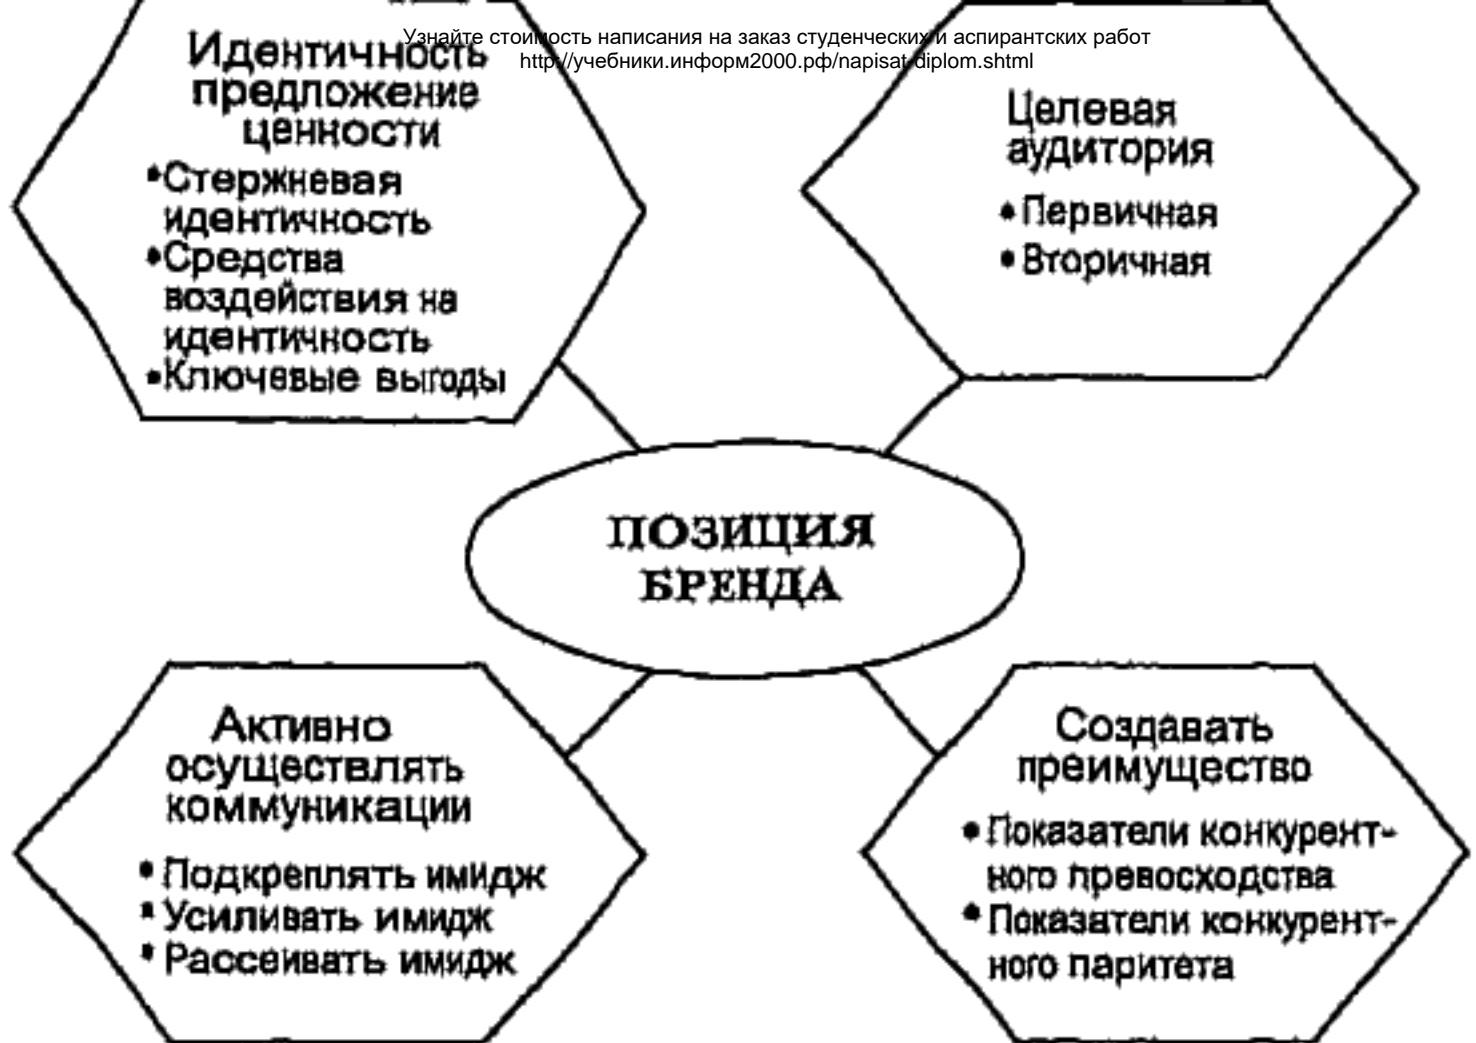 Узнайте стоимость написания на заказ студенческих и аспирантских работ
http://учебники.информ2000.рф/napisat-diplom.shtml
Идентичность
предложение
ценности
•Стержневая
идентичность
•Средства
воздействия на
идентичность
•Ключевые выгоды
Целевая
аудитория
•Первичная
•Вторичная
ПОЗИЦИЯ
БРЕНДА
Активно
осуществлять
коммуникации
• Подкреплять имидж
• Усиливать имидж
• Рассеивать имидж
Создавать
преимущество
• Показатели конкурент-
ного превосходства
• Показатели конкурент-
ного паритета